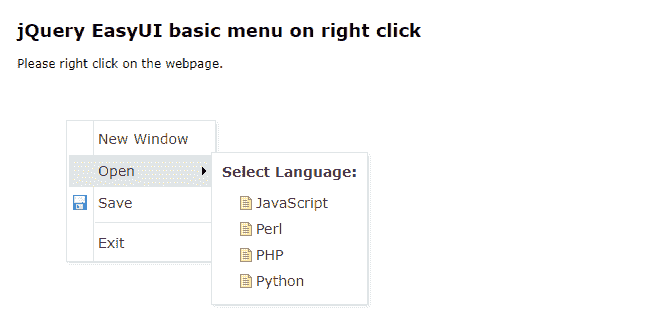 jQuery EasyUI basic menu on right click
Please right click on the webpage.
New Window
Open
Save
Exit
Select Language:
JavaScript
Perl
PHP
Python